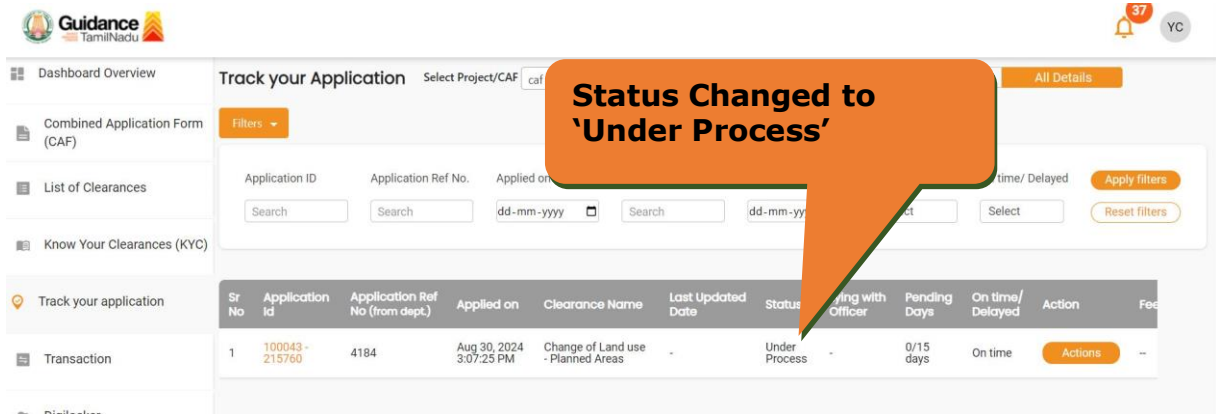 Guidance
TamilNadu
37
YC
Dashboard Overview
Combined Application Form
(CAF)
List of Clearances
Know Your Clearances (KYC)
Track your application
Transaction
Track your Application
Select Project/CAF
caf
All Details
Status Changed to
‘Under Process’
Filters
Application ID
Application Ref No.
Applied on
time/ Delayed
Apply filters
Search
Search
dd-mm-yyyy
Search
dd-mm-yy
Select
Reset filters
Sr No
Application Id
Application Ref No (from dept.)
Applied on
Clearance Name
Last Updated Date
Status
with Officer
Pending Days
On time/ Delayed
Action
Fee
1
100043 - 215760
4184
Aug 30, 2024 3:07:25 PM
Change of Land use - Planned Areas
-
Under Process
-
0/15 days
On time
Actions
--